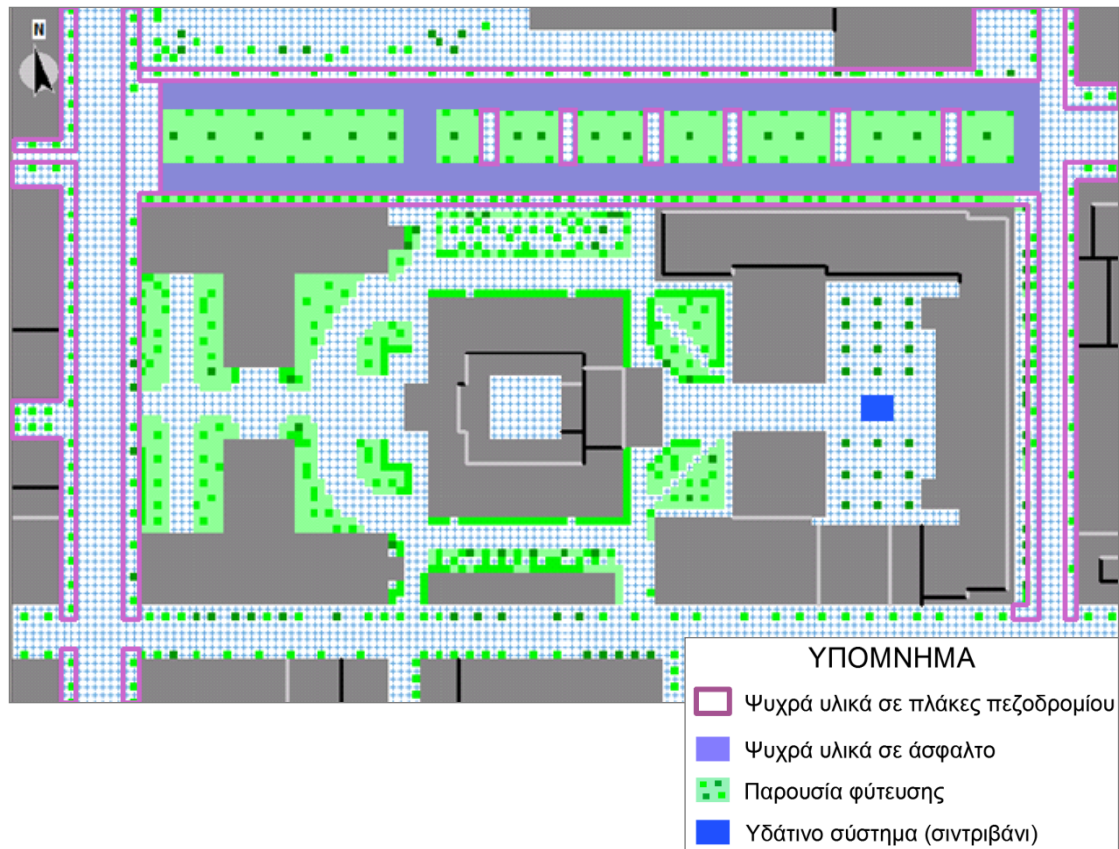 N
ΥΠΟΜΝΗΜΑ
Ψυχρά υλικά σε πλάκες πεζοδρομίου
Ψυχρά υλικά σε άσφαλτο
Παρουσία φύτευσης
Υδάτινο σύστημα (σιντριβάνι)